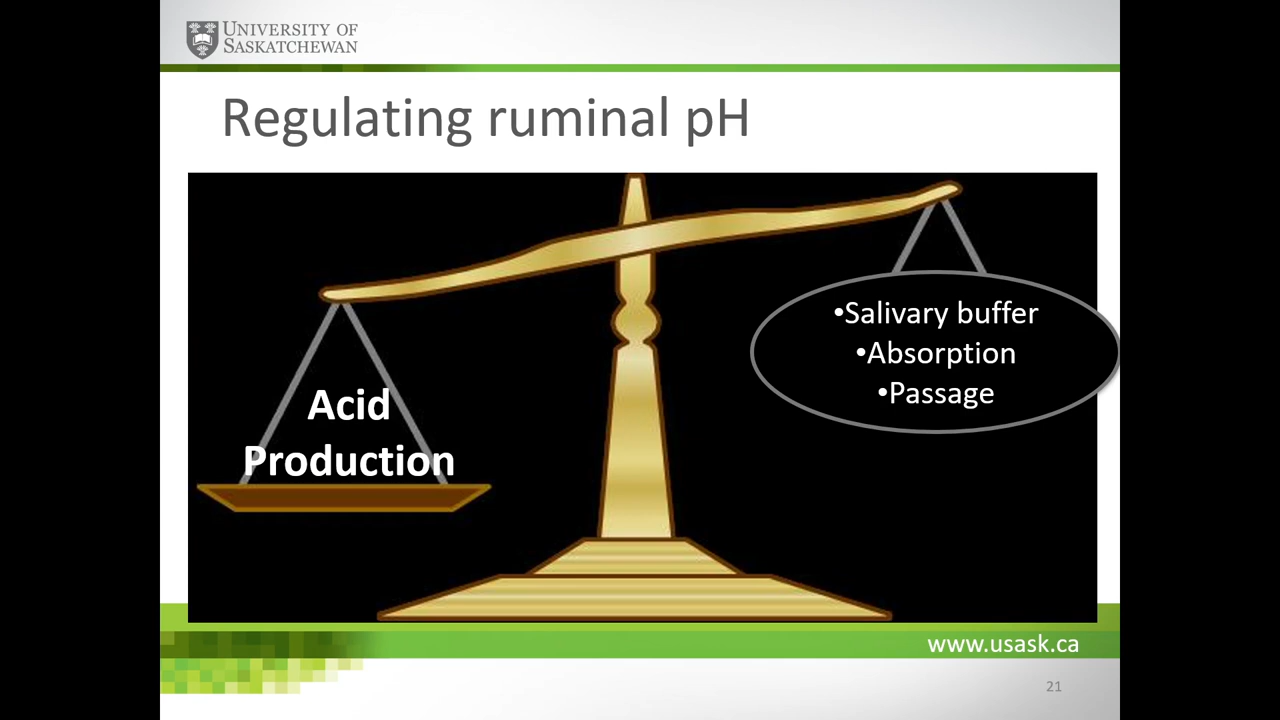 UNIVERSITY OF
SASKATCHEWAN
Regulating ruminal pH
Acid
Production
•Salivary buffer
•Absorption
•Passage
www.usask.ca
21